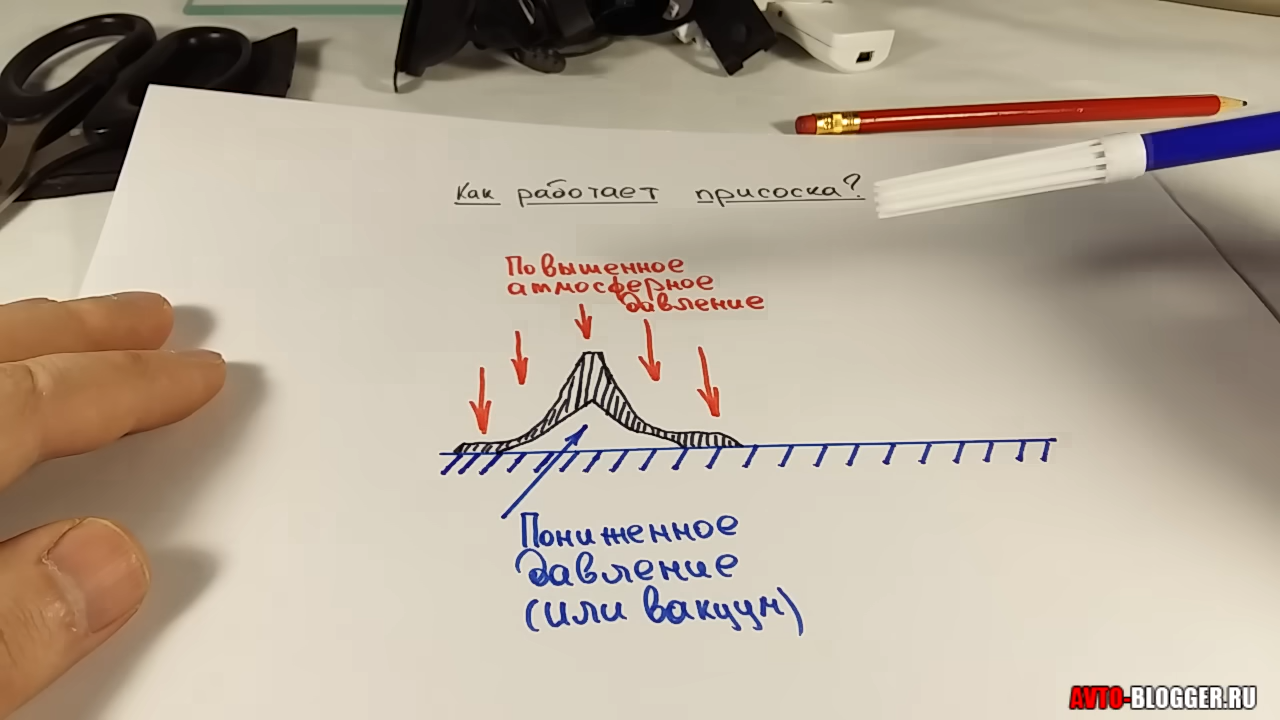 Как работает присоска?
Повышенное
атмосферное
давление
Пониженное
давление
(или вакуум)
AVTO-BLOGGER.RU